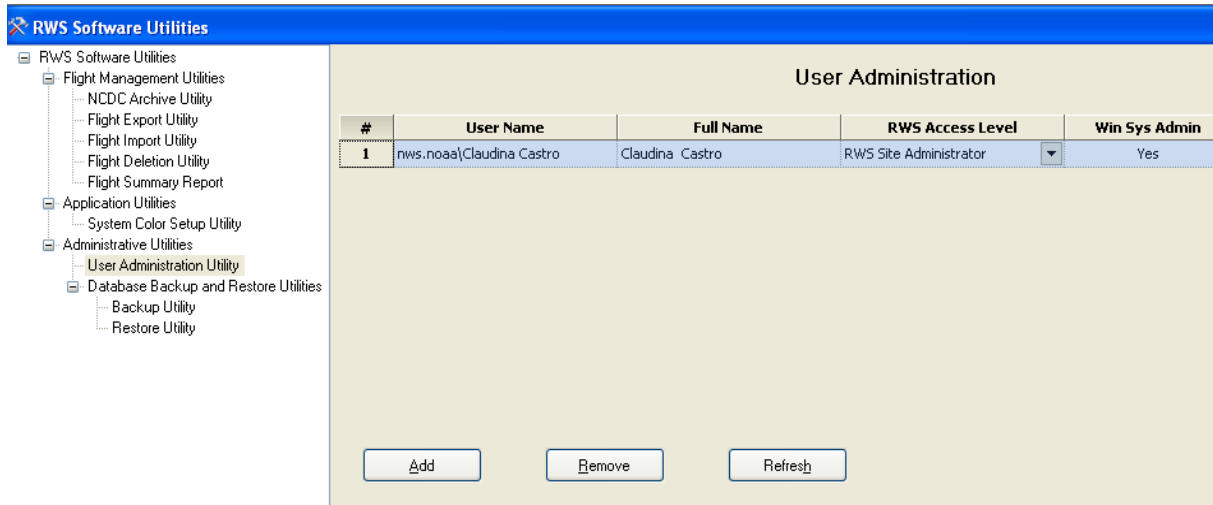 RWS Software Utilities
RWS Software Utilities
Flight Management Utilities
NCDC Archive Utility
Flight Export Utility
Flight Import Utility
Flight Deletion Utility
Flight Summary Report
Application Utilities
System Color Setup Utility
Administrative Utilities
User Administration Utility
Database Backup and Restore Utilities
Backup Utility
Restore Utility
User Administration
# User Name Full Name RWS Access Level Win Sys Admin
1 nws.noaa\Claudina Castro Claudina Castro RWS Site Administrator Yes
Add Remove Refresh